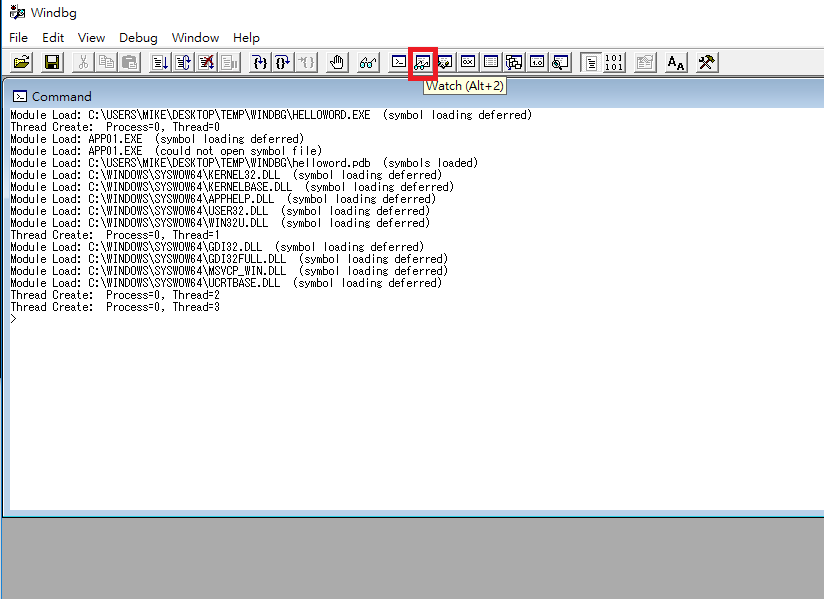 Windbg
File Edit View Debug Window Help
Watch (Alt+2)
Command
Module Load: C:\USERS\MIKE\DESKTOP\TEMP\WINDBG\HELLOWORD.EXE (symbol loading deferred)
Thread Create: Process=0, Thread=0
Module Load: APP01.EXE (symbol loading deferred)
Module Load: APP01.EXE (could not open symbol file)
Module Load: C:\USERS\MIKE\DESKTOP\TEMP\WINDBG\helloword.pdb (symbols loaded)
Module Load: C:\WINDOWS\SYSWOW64\KERNEL32.DLL (symbol loading deferred)
Module Load: C:\WINDOWS\SYSWOW64\KERNELBASE.DLL (symbol loading deferred)
Module Load: C:\WINDOWS\SYSWOW64\APPHELP.DLL (symbol loading deferred)
Module Load: C:\WINDOWS\SYSWOW64\USER32.DLL (symbol loading deferred)
Module Load: C:\WINDOWS\SYSWOW64\WIN32U.DLL (symbol loading deferred)
Thread Create: Process=0, Thread=1
Module Load: C:\WINDOWS\SYSWOW64\GDI32.DLL (symbol loading deferred)
Module Load: C:\WINDOWS\SYSWOW64\GDI32FULL.DLL (symbol loading deferred)
Module Load: C:\WINDOWS\SYSWOW64\MSVCP_WIN.DLL (symbol loading deferred)
Module Load: C:\WINDOWS\SYSWOW64\UCRTBASE.DLL (symbol loading deferred)
Thread Create: Process=0, Thread=2
Thread Create: Process=0, Thread=3
>